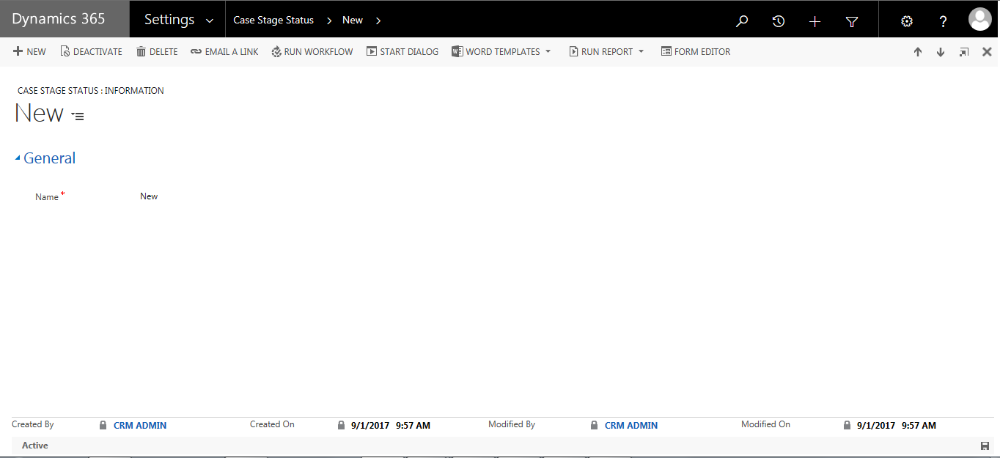 Dynamics 365 Settings Case Stage Status New
NEW DEACTIVATE DELETE EMAIL A LINK RUN WORKFLOW START DIALOG WORD TEMPLATES RUN REPORT FORM EDITOR
CASE STAGE STATUS : INFORMATION
New
General
Name* New
Created By CRM ADMIN Created On 9/1/2017 9:57 AM Modified By CRM ADMIN Modified On 9/1/2017 9:57 AM
Active